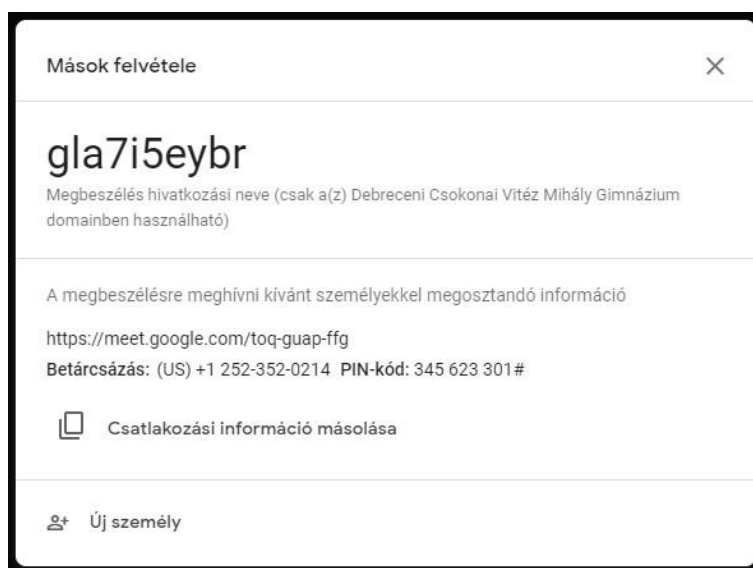 Mások felvétele
gla7i5eybr
Megbeszélés hivatkozási neve (csak a(z) Debreceni Csokonai Vitéz Mihály Gimnázium
domainben használható)
A megbeszélésre meghívni kívánt személyekkel megosztandó információ
https://meet.google.com/toq-guap-ffg
Betárcsázás: (US) +1 252-352-0214 PIN-kód: 345 623 301#
Csatlakozási információ másolása
Új személy